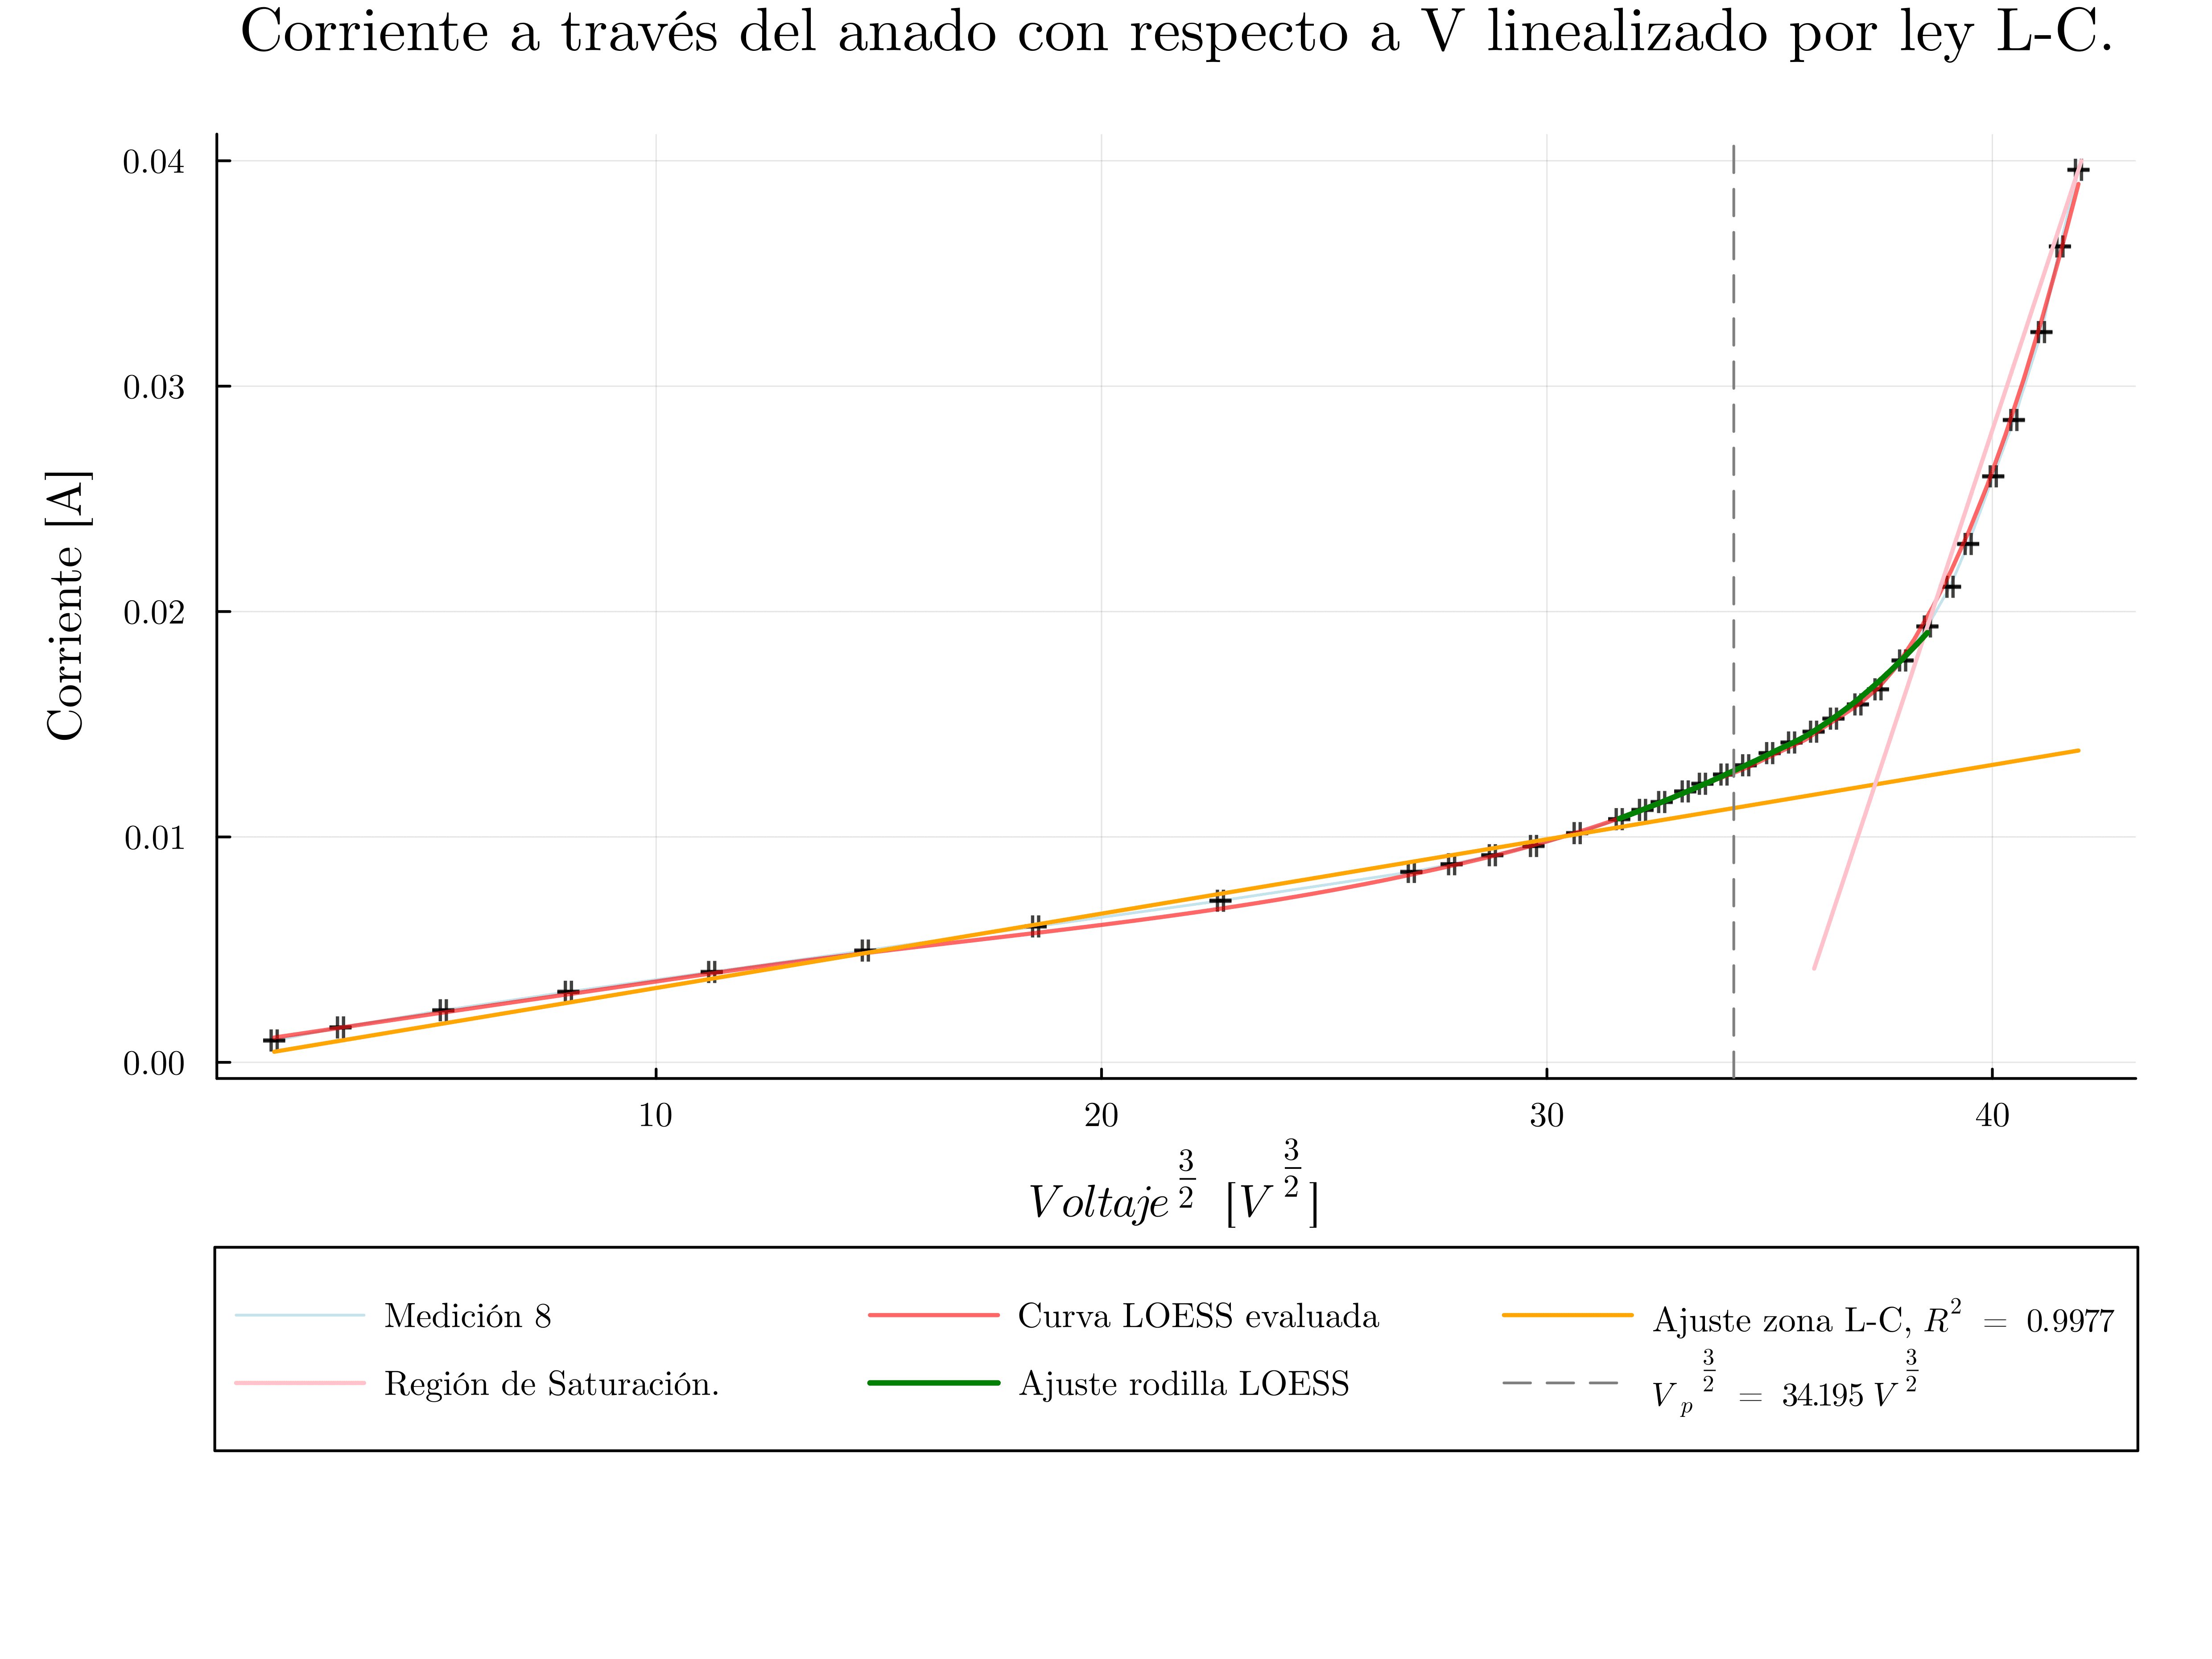 Corriente a través del anado con respecto a V linealizado por ley L-C.
0.04
0.03
0.02
0.01
0.00
Corriente [A]
10 20 30 40
Voltaje^{3/2} [V^{3/2}]
Medición 8
Curva LOESS evaluada
Ajuste zona L-C, R² = 0.9977
Región de Saturación.
Ajuste rodilla LOESS
V_p^{3/2} = 34.195 V^{3/2}